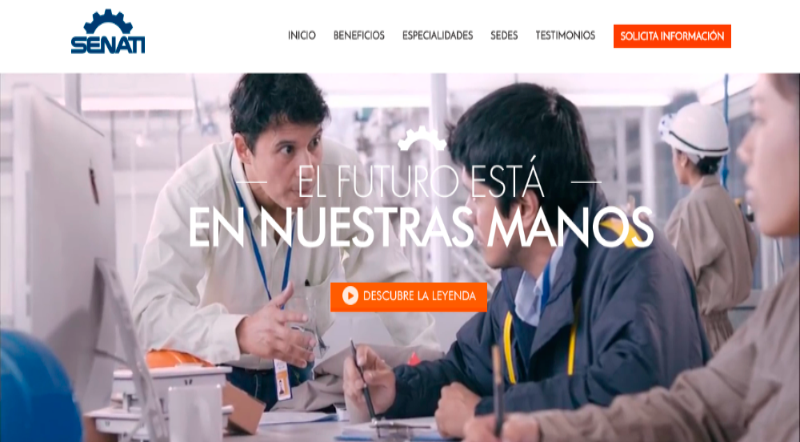 SENATI
INICIO BENEFICIOS ESPECIALIDADES SEDES TESTIMONIOS SOLICITA INFORMACIÓN
EL FUTURO ESTÁ
EN NUESTRAS MANOS
DESCUBRE LA LEYENDA